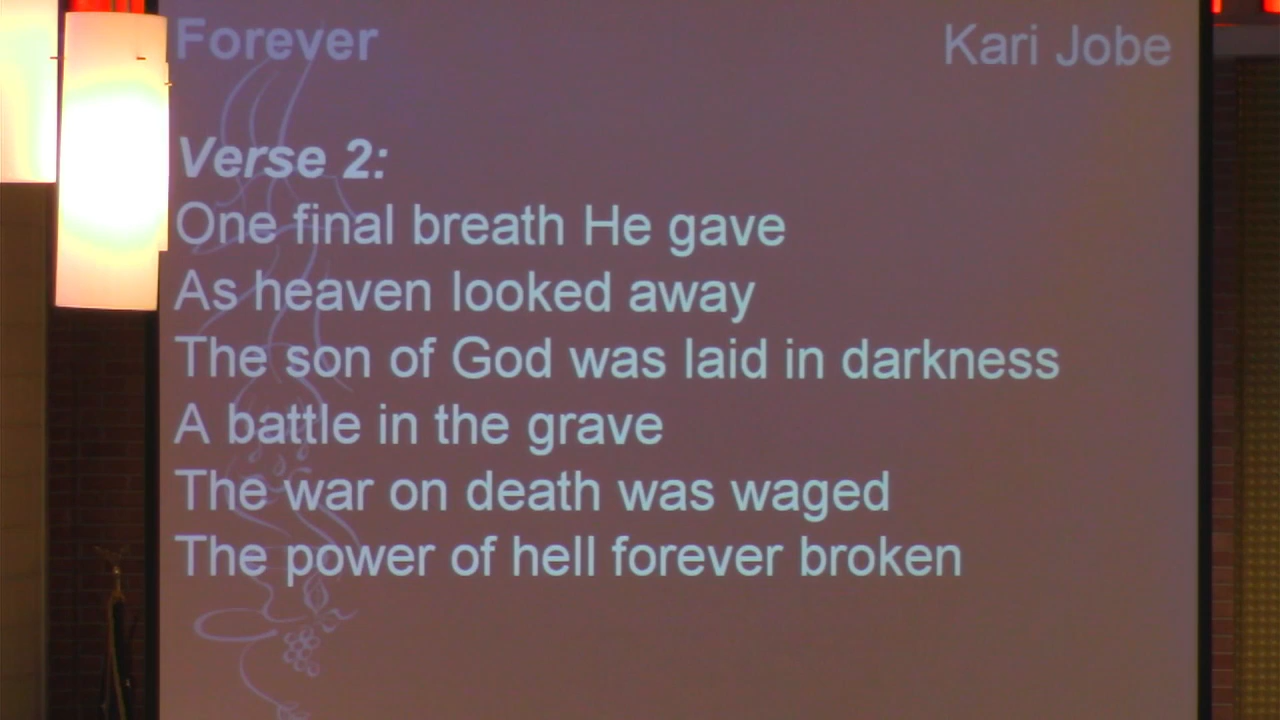 Forever
Kari Jobe
Verse 2:
One final breath He gave
As heaven looked away
The son of God was laid in darkness
A battle in the grave
The war on death was waged
The power of hell forever broken